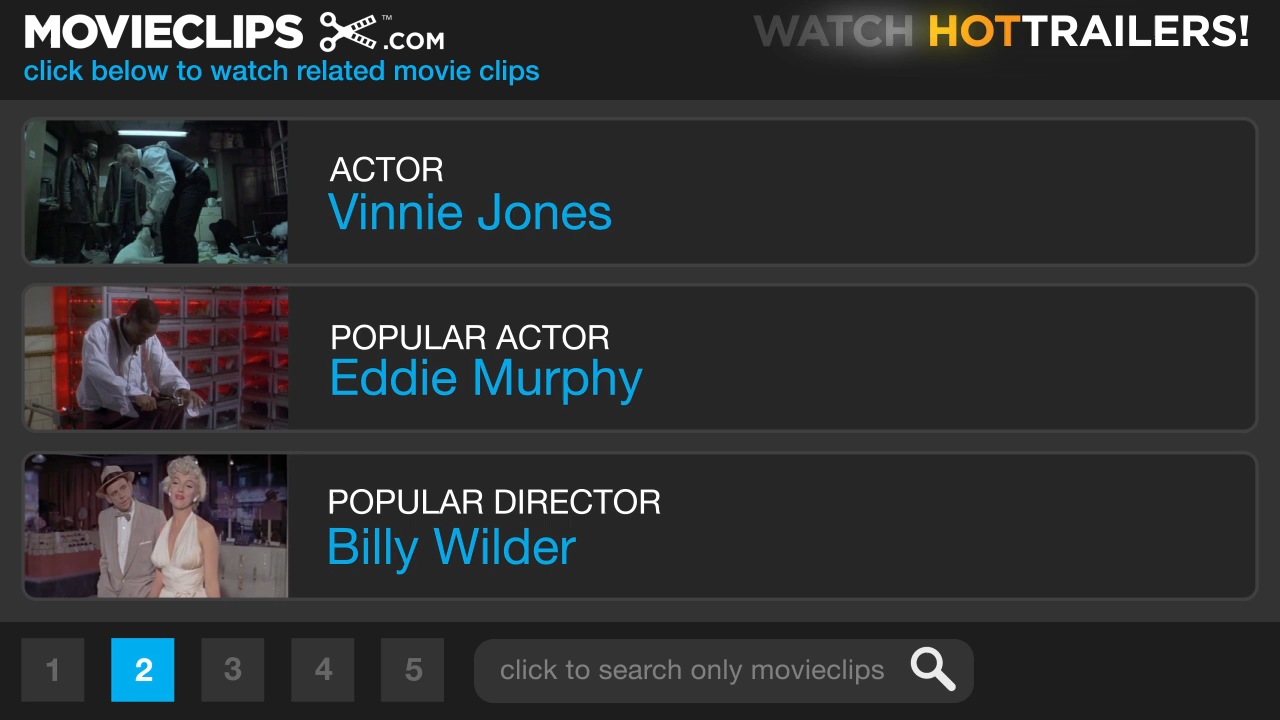 MOVIECLIPS ™ .COM
WATCH HOTTRAILERS!
click below to watch related movie clips
ACTOR
Vinnie Jones
POPULAR ACTOR
Eddie Murphy
POPULAR DIRECTOR
Billy Wilder
1 2 3 4 5 click to search only movieclips